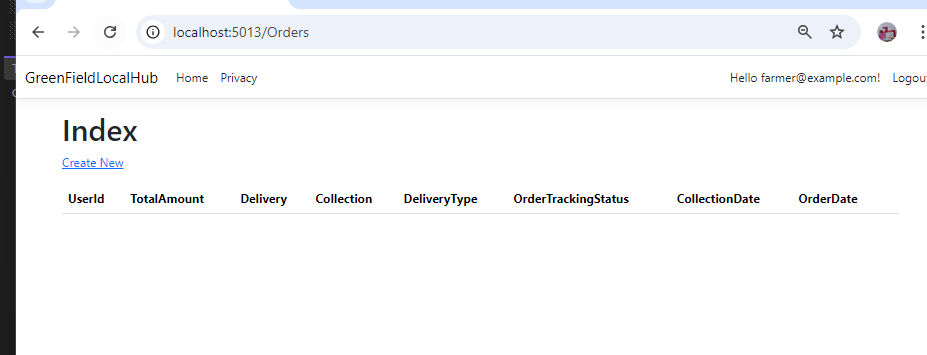 localhost:5013/Orders
GreenFieldLocalHub Home Privacy Hello farmer@example.com! Logout
Index
Create New
UserId TotalAmount Delivery Collection DeliveryType OrderTrackingStatus CollectionDate OrderDate